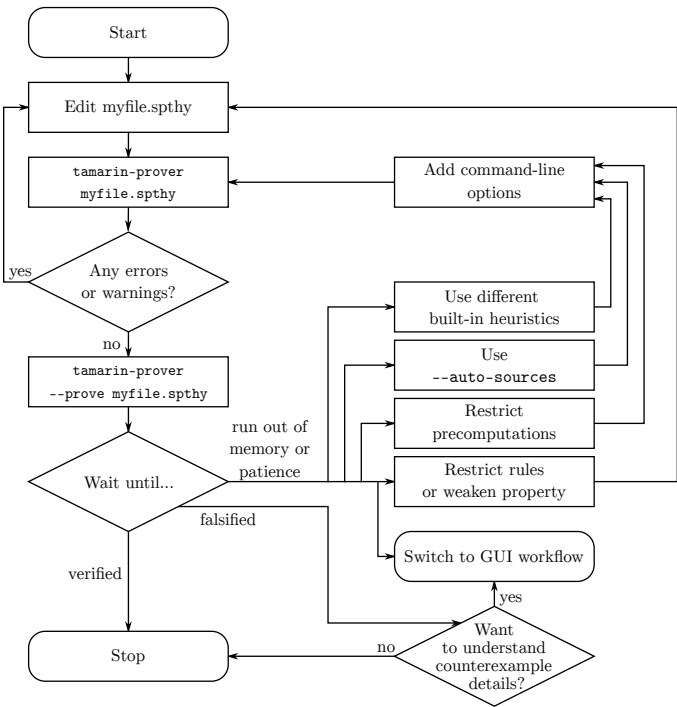 Start
Edit myfile.spthy
tamarin-prover
myfile.spthy
Add command-line
options
yes
Any errors
or warnings?
Use different
built-in heuristics
no
tamarin-prover
--prove myfile.spthy
Use
--auto-sources
Restrict
precomputations
run out of
memory or
patience
Wait until...
Restrict rules
or weaken property
falsified
Switch to GUI workflow
verified
yes
Want
to understand
counterexample
details?
no
Stop